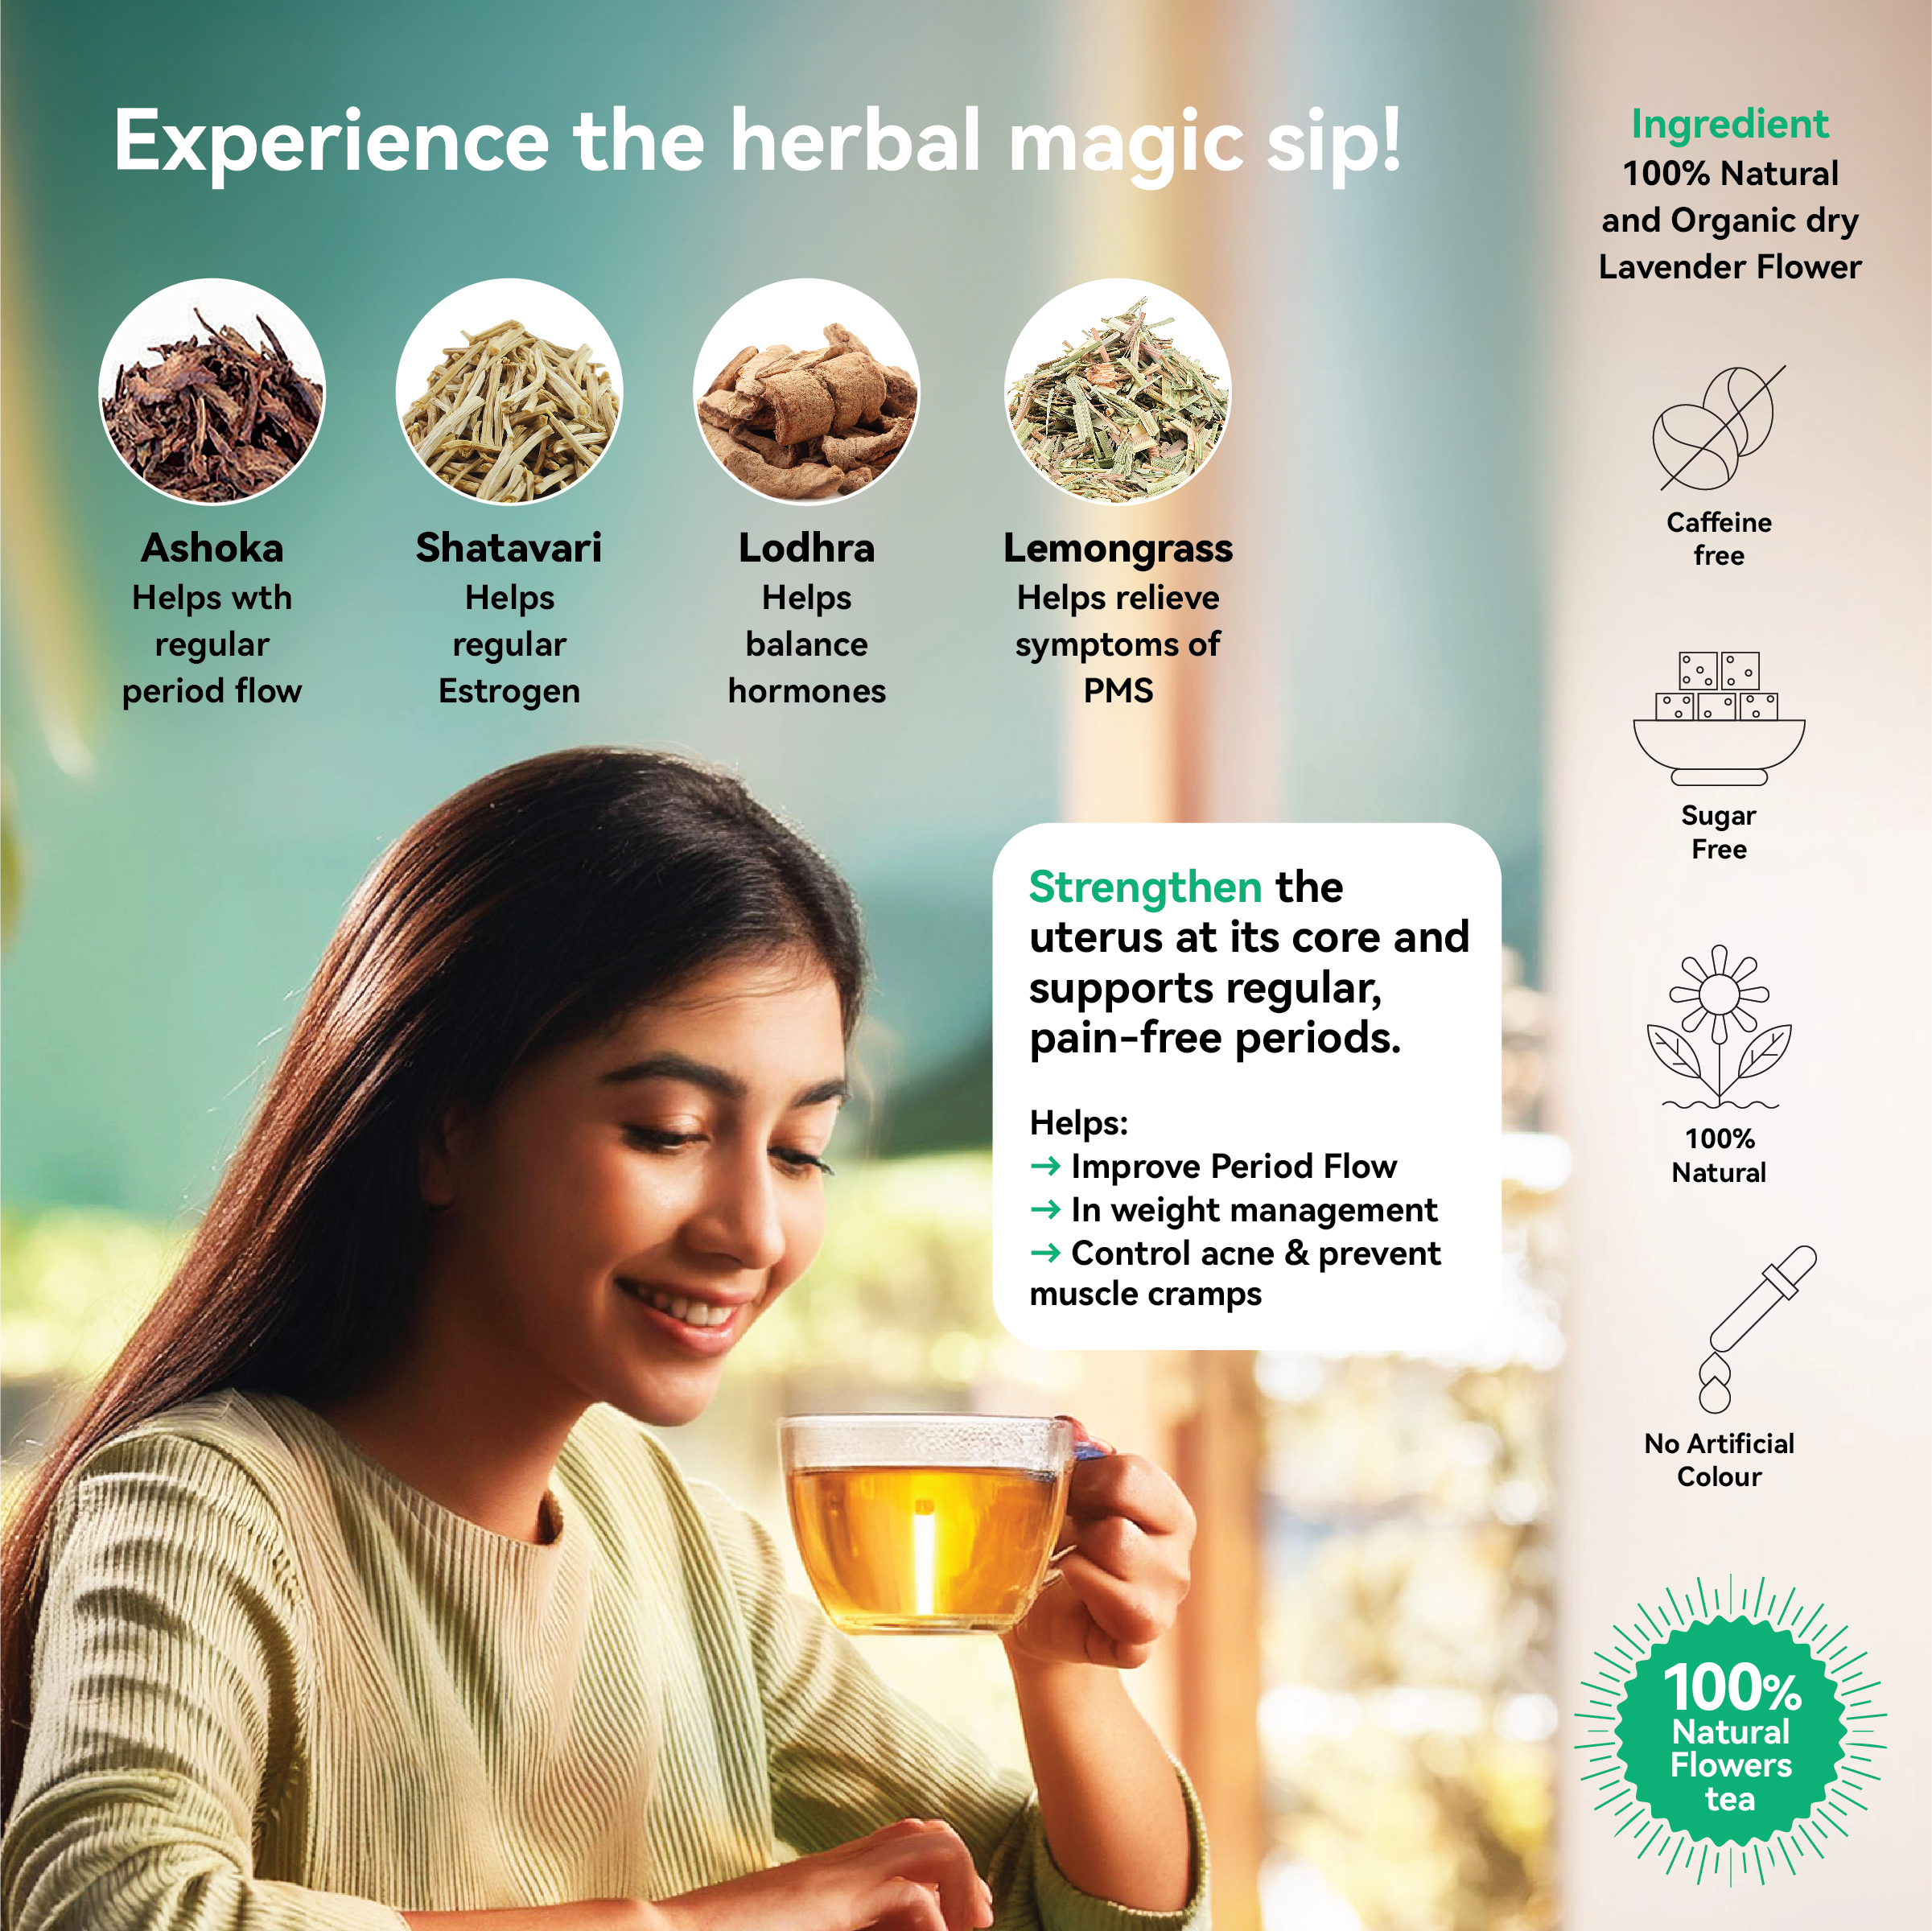 Experience the herbal magic sip!
Ashoka
Helps wth
regular
period flow
Shatavari
Helps
regular
Estrogen
Lodhra
Helps
balance
hormones
Lemongrass
Helps relieve
symptoms of
PMS
Strengthen the
uterus at its core and
supports regular,
pain-free periods.
Helps:
→ Improve Period Flow
→ In weight management
→ Control acne & prevent
muscle cramps
Ingredient
100% Natural
and Organic dry
Lavender Flower
Caffeine
free
Sugar
Free
100%
Natural
No Artificial
Colour
100%
Natural
Flowers
tea